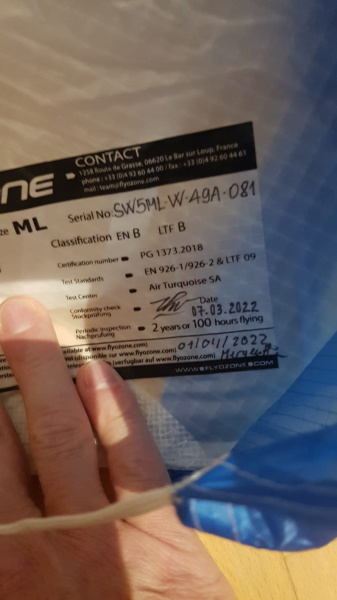 CONTACT
1258 Route de Grasse, 06620 Le Bar sur Loup, France
phone : +33 (0)4 92 60 44 00 / fax : +33 (0)4 92 60 44 61
mail : team@flyozone.com
ONE
ze ML Serial No: SW5ML-W-49A-081
Classification EN B LTF B
Certification number PG 1373.2018
Test Standards EN 926-1/926-2 & LTF 09
Test Center Air Turquoise SA
Conformity check
Stückprüfung
Date
07.03.2022
Periodic inspection
Nachprüfung
2 years or 100 hours flying
ailable at www.flyozone.com)
disponible sur www.flyozone.com)
(verfügbar auf www.flyozone.com)
01/04/2022
WWW.FLYOZONE.COM